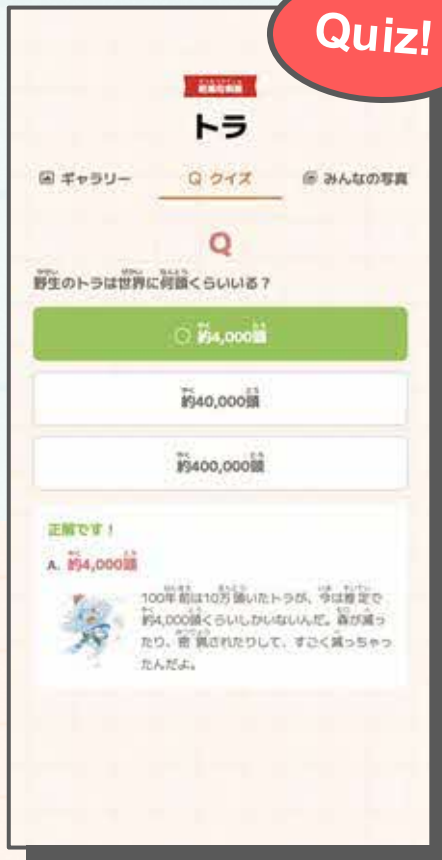 Quiz!
トラ
ギャラリー
Q クイズ
みんなの写真
Q
野生のトラは世界に何頭くらいいる？
約4,000頭
約40,000頭
約400,000頭
正解です！
A. 約4,000頭
100年前は10万頭いたトラが、今は推定で
約4,000頭くらいしかいないんだ。森が減っ
たり、密猟されたりして、すごく減っちゃっ
たんだよ。